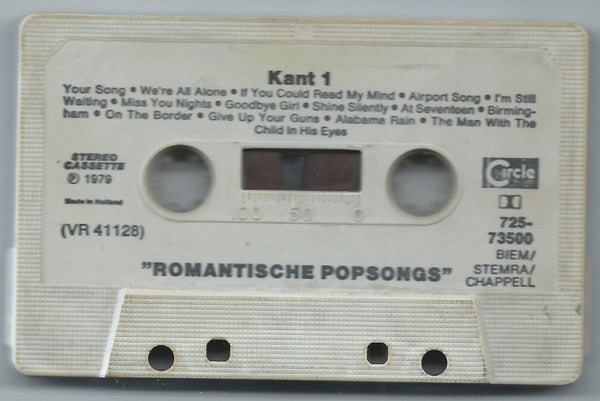 Kant 1
Your Song • We're All Alone • If You Could Read My Mind • Airport Song • I'm Still
Waiting • Miss You Nights • Goodbye Girl • Shine Silently • At Seventeen • Birming-
ham • On The Border • Give Up Your Guns • Alabame Rain • The Man With The
Child In His Eyes
STEREO
CASSETTE
℗ 1979
Made in Holland
(VR 41128)
100 50 0
Circle
725-
73500
BIEM/
STEMRA/
CHAPPELL
"ROMANTISCHE POPSONGS"